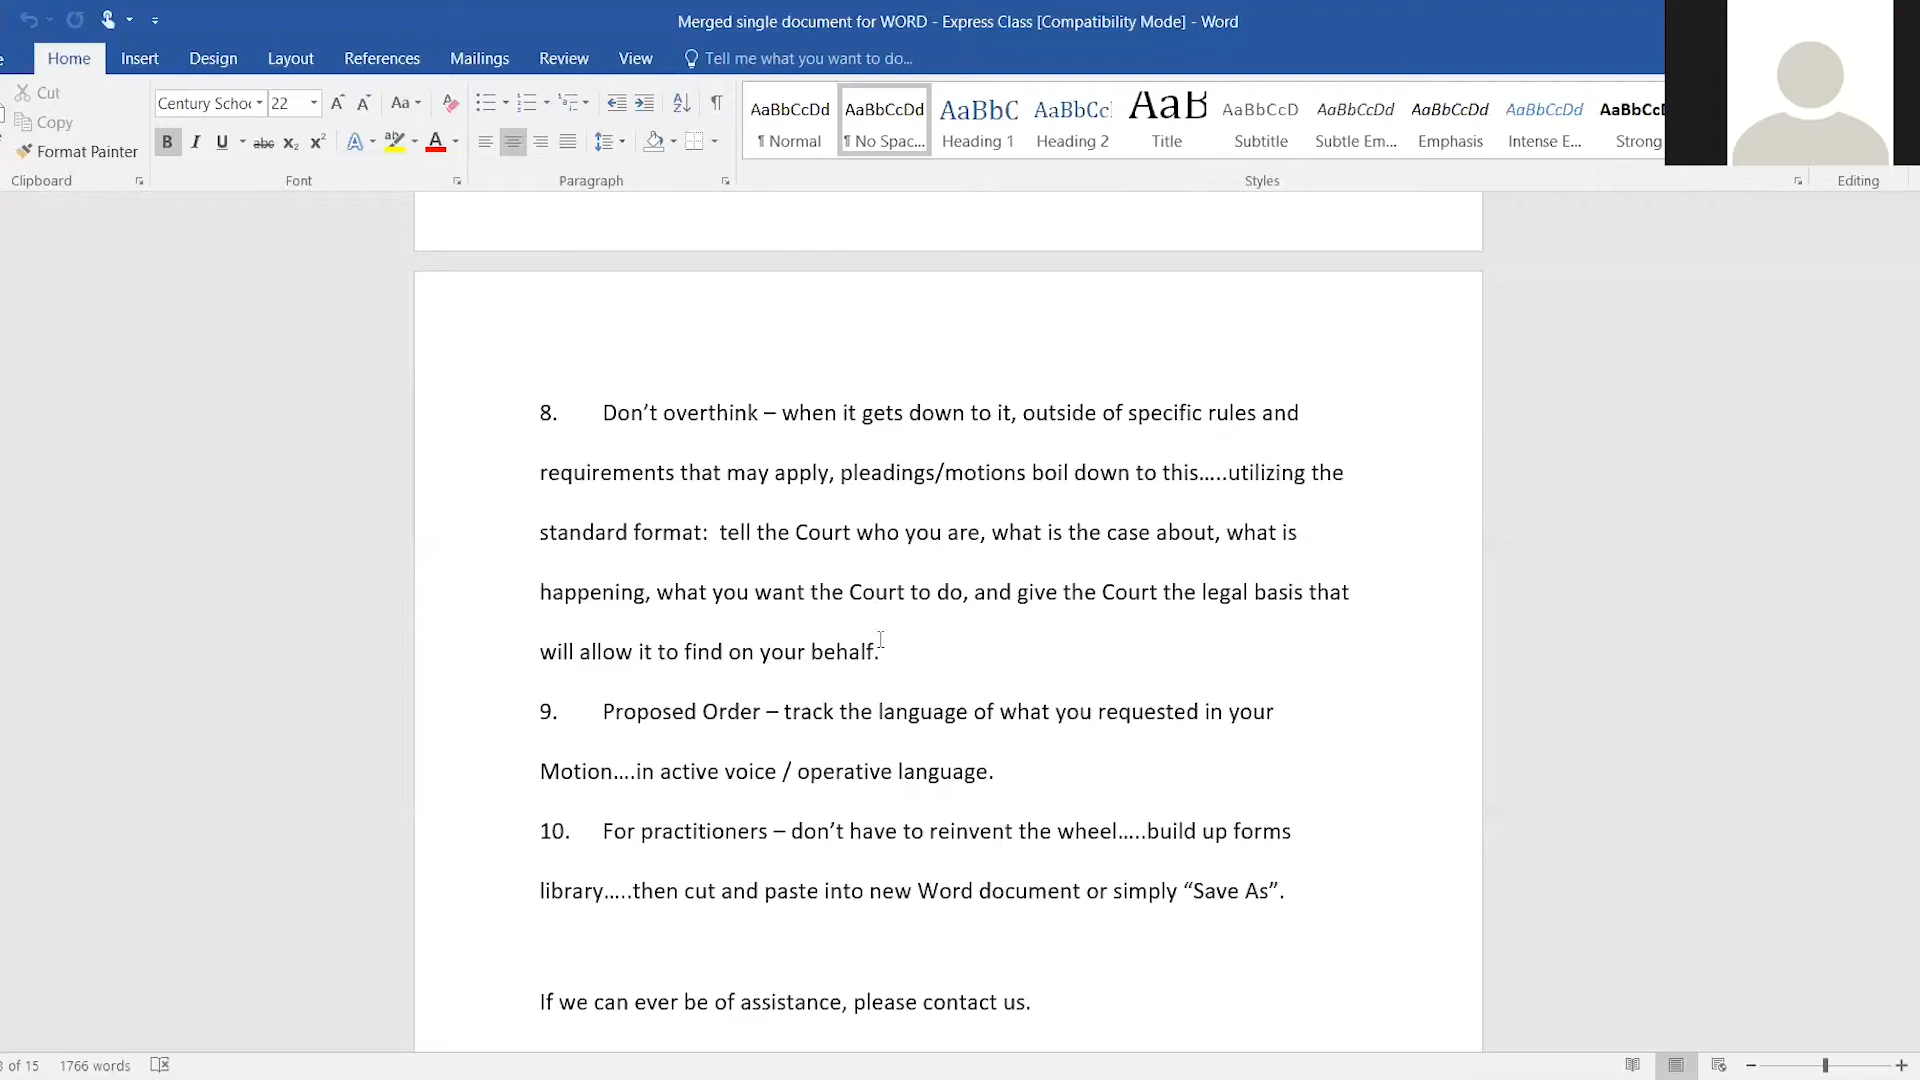 Merged single document for WORD - Express Class [Compatibility Mode] - Word
Home Insert Design Layout References Mailings Review View Tell me what you want to do...
Cut
Copy
Format Painter
Century Schoo 22 Aa
AaBbCcDd AaBbCcDd AaBbC AaBbCc AaB AaBbCcD AaBbCcDd AaBbCcDd AaBbCcDd AaBbCc
¶ Normal ¶ No Spac... Heading 1 Heading 2 Title Subtitle Subtle Em... Emphasis Intense E... Strong
Clipboard Font Paragraph Styles Editing
8. Don’t overthink – when it gets down to it, outside of specific rules and
requirements that may apply, pleadings/motions boil down to this…..utilizing the
standard format:  tell the Court who you are, what is the case about, what is
happening, what you want the Court to do, and give the Court the legal basis that
will allow it to find on your behalf.
9. Proposed Order – track the language of what you requested in your
Motion….in active voice / operative language.
10. For practitioners – don’t have to reinvent the wheel…..build up forms
library…..then cut and paste into new Word document or simply “Save As”.
If we can ever be of assistance, please contact us.
of 15 1766 words